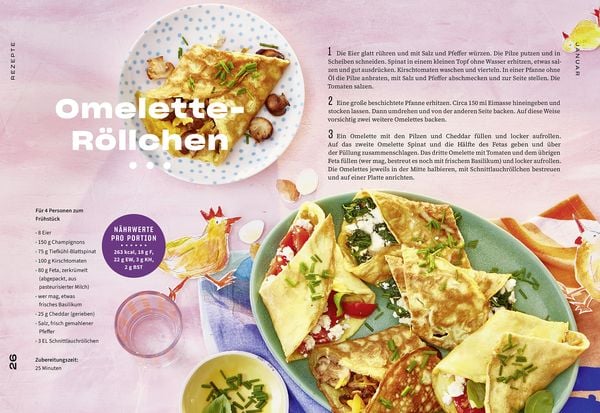 REZEPTE
Omelette-
Röllchen
Für 4 Personen zum
Frühstück
· 8 Eier
· 150 g Champignons
· 75 g Tiefkühl-Blattspinat
· 100 g Kirschtomaten
· 80 g Feta, zerkrümelt
(abgepackt, aus
pasteurisierter Milch)
· wer mag, etwas
frisches Basilikum
· 25 g Cheddar (gerieben)
· Salz, frisch gemahlener
Pfeffer
· 3 EL Schnittlauchröllchen
Zubereitungszeit:
25 Minuten
NÄHRWERTE
PRO PORTION
263 kcal, 18 g F,
22 g EW, 3 g KH,
2 g BST
26
JANUAR
1 Die Eier glatt rühren und mit Salz und Pfeffer würzen. Die Pilze putzen und in
Scheiben schneiden. Spinat in einem kleinen Topf ohne Wasser erhitzen, etwas sal-
zen und gut ausdrücken. Kirschtomaten waschen und vierteln. In einer Pfanne ohne
Öl die Pilze anbraten, mit Salz und Pfeffer abschmecken und zur Seite stellen. Die
Tomaten salzen.
2 Eine große beschichtete Pfanne erhitzen. Circa 150 ml Eimasse hineingeben und
stocken lassen. Dann umdrehen und von der anderen Seite backen. Auf diese Weise
vorsichtig zwei weitere Omelettes backen.
3 Ein Omelette mit den Pilzen und Cheddar füllen und locker aufrollen.
Auf das zweite Omelette Spinat und die Hälfte des Fetas geben und über
der Füllung zusammenschlagen. Das dritte Omelette mit Tomaten und dem übrigen
Feta füllen (wer mag, bestreut es noch mit frischem Basilikum) und locker aufrollen.
Die Omelettes jeweils in der Mitte halbieren, mit Schnittlauchröllchen bestreuen
und auf einer Platte anrichten.